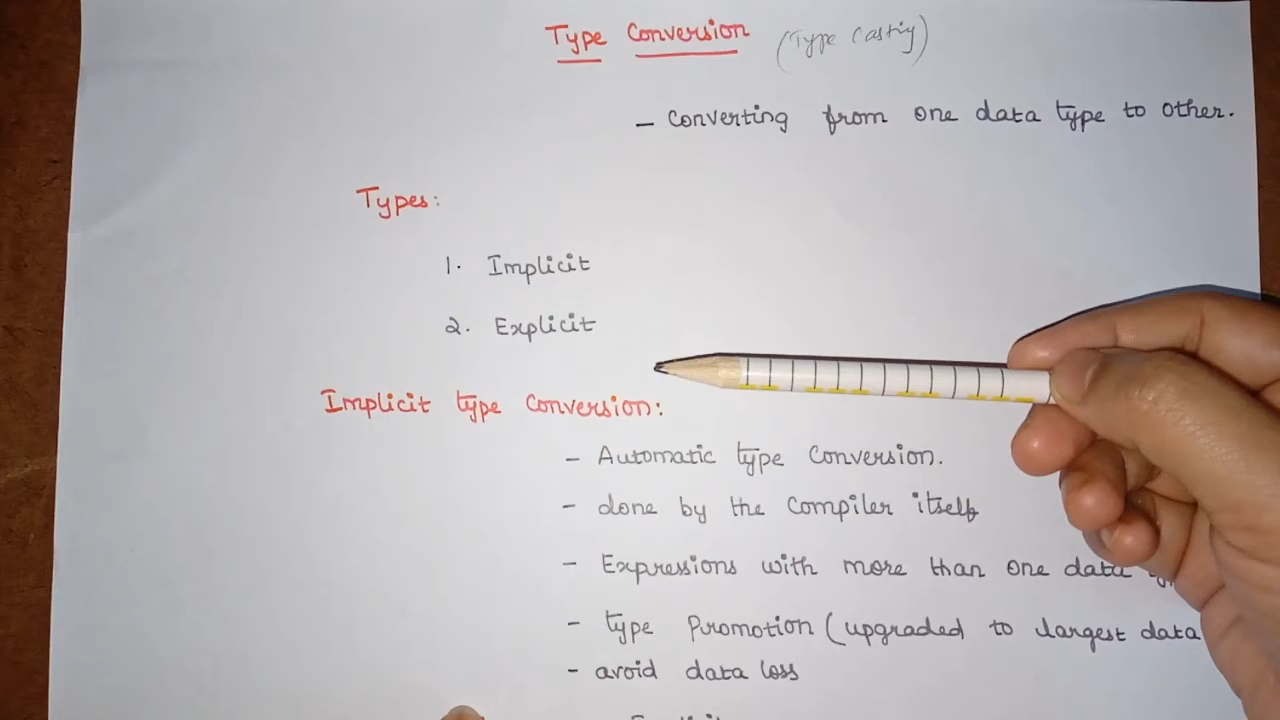 Type Conversion (Type Casting)
- Converting from one data type to other.
Types:
1. Implicit
2. Explicit
Implicit type Conversion:
- Automatic type Conversion.
- done by the Compiler itself
- Expressions with more than one data
- type Promotion (upgraded to largest data
- avoid data loss